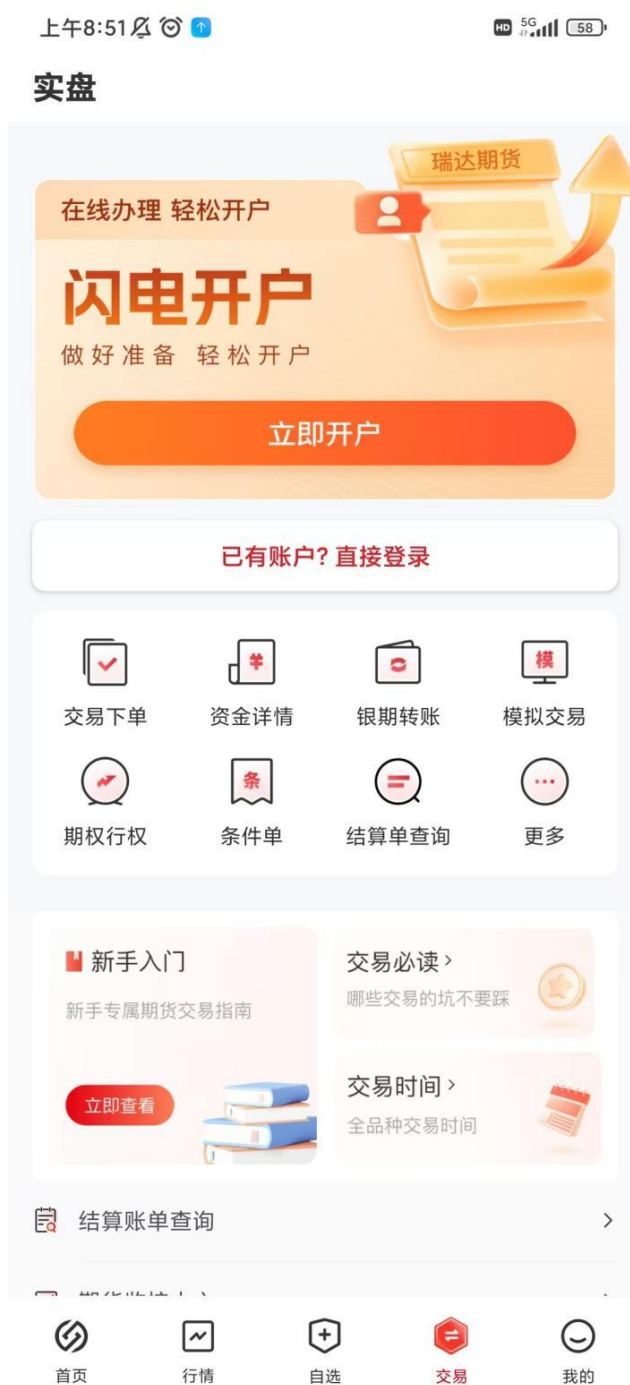 上午8:51
HD 5G 58
实盘
瑞达期货
在线办理 轻松开户
闪电开户
做好准备 轻松开户
立即开户
已有账户? 直接登录
交易下单 资金详情 银期转账 模拟交易
模
条
期权行权 条件单 结算单查询 更多
新手入门
新手专属期货交易指南
立即查看
交易必读
哪些交易的坑不要踩
交易时间
全品种交易时间
结算账单查询
首页 行情 自选 交易 我的